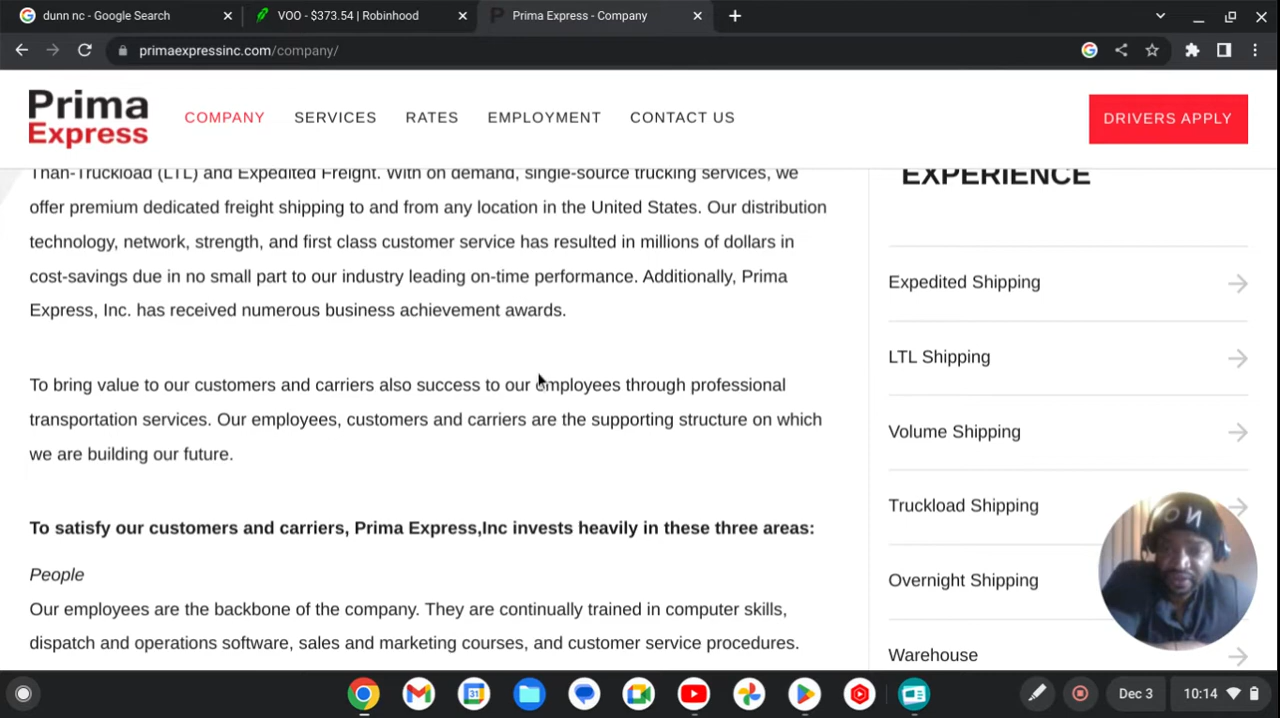 dunn nc - Google Search
VOO - $373.54 | Robinhood
Prima Express - Company
primaexpressinc.com/company/
Prima
Express
COMPANY
SERVICES
RATES
EMPLOYMENT
CONTACT US
DRIVERS APPLY
Than-Truckload (LTL) and Expedited Freight. With on demand, single-source trucking services, we
offer premium dedicated freight shipping to and from any location in the United States. Our distribution
technology, network, strength, and first class customer service has resulted in millions of dollars in
cost-savings due in no small part to our industry leading on-time performance. Additionally, Prima
Express, Inc. has received numerous business achievement awards.
To bring value to our customers and carriers also success to our employees through professional
transportation services. Our employees, customers and carriers are the supporting structure on which
we are building our future.
To satisfy our customers and carriers, Prima Express,Inc invests heavily in these three areas:
People
Our employees are the backbone of the company. They are continually trained in computer skills,
dispatch and operations software, sales and marketing courses, and customer service procedures.
EXPERIENCE
Expedited Shipping
LTL Shipping
Volume Shipping
Truckload Shipping
Overnight Shipping
Warehouse
31
Dec 3
10:14